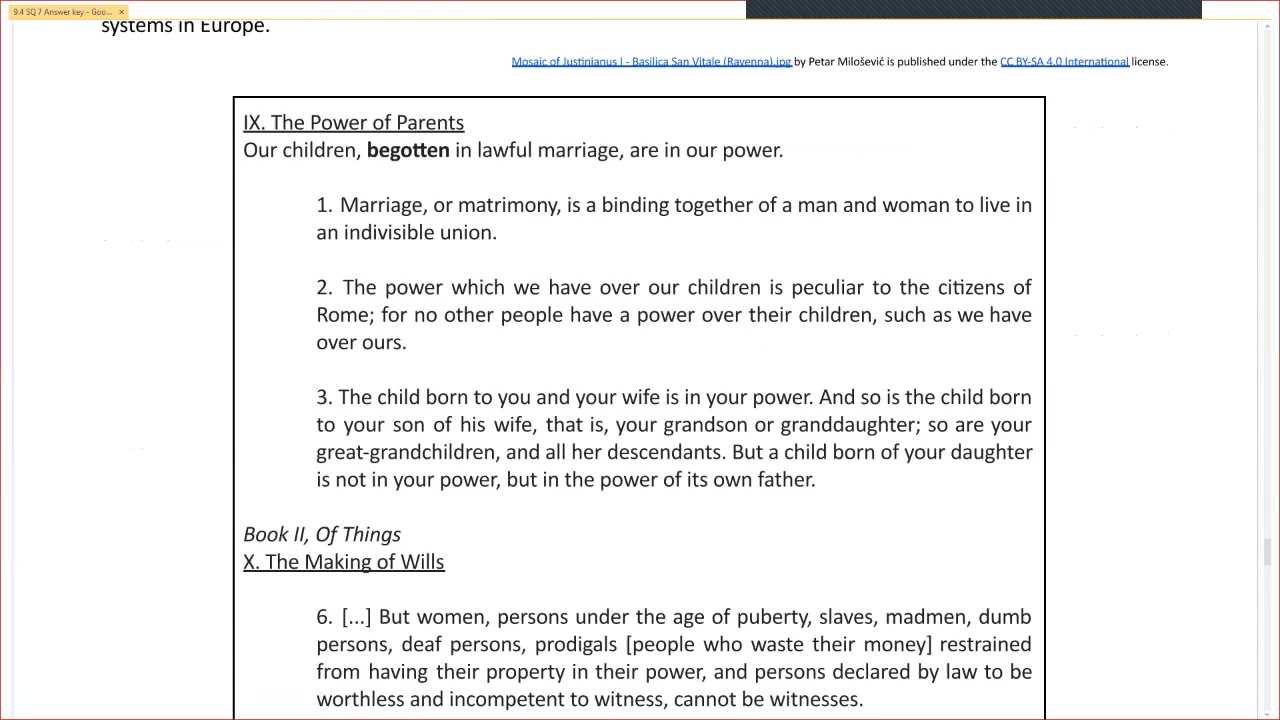 9.4 SQ 7 Answer key - Goo... ×
systems in Europe.
Mosaic of Justinianus I - Basilica San Vitale (Ravenna).jpg by Petar Milošević is published under the CC BY-SA 4.0 International license.
IX. The Power of Parents
Our children, begotten in lawful marriage, are in our power.
1. Marriage, or matrimony, is a binding together of a man and woman to live in
an indivisible union.
2. The power which we have over our children is peculiar to the citizens of
Rome; for no other people have a power over their children, such as we have
over ours.
3. The child born to you and your wife is in your power. And so is the child born
to your son of his wife, that is, your grandson or granddaughter; so are your
great-grandchildren, and all her descendants. But a child born of your daughter
is not in your power, but in the power of its own father.
Book II, Of Things
X. The Making of Wills
6. [...] But women, persons under the age of puberty, slaves, madmen, dumb
persons, deaf persons, prodigals [people who waste their money] restrained
from having their property in their power, and persons declared by law to be
worthless and incompetent to witness, cannot be witnesses.